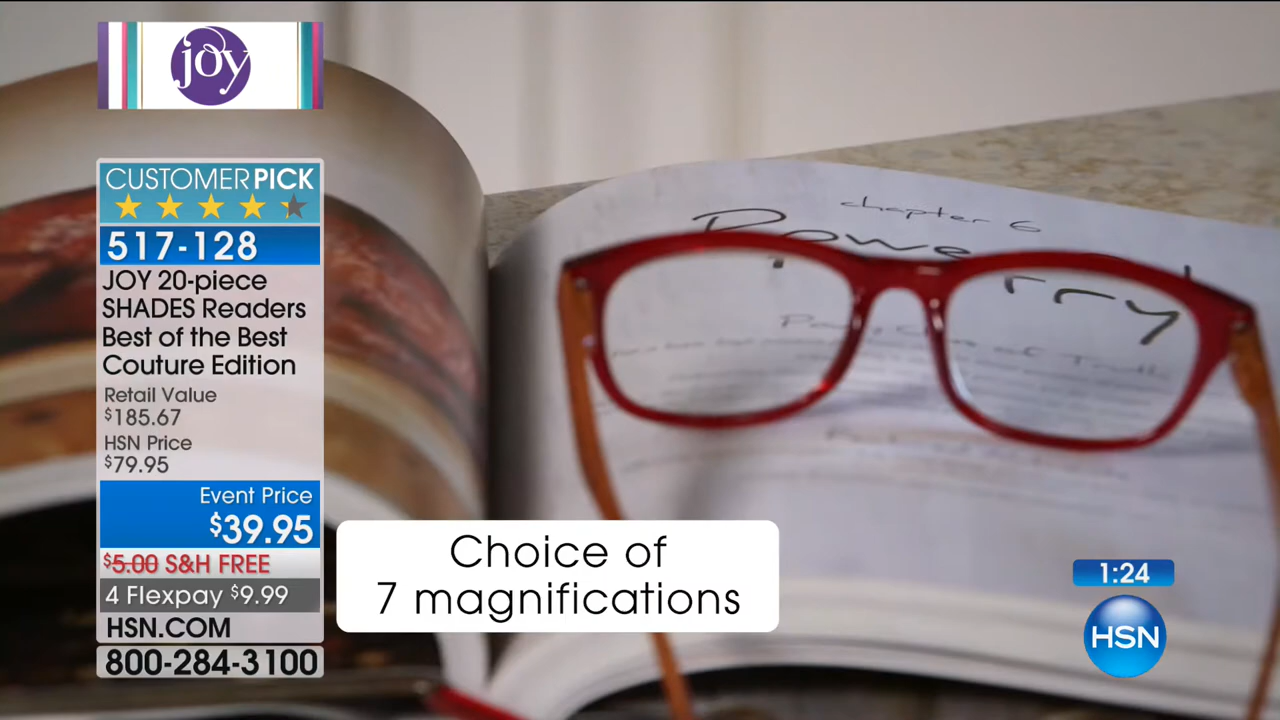 joy
CUSTOMERPICK
517-128
JOY 20-piece
SHADES Readers
Best of the Best
Couture Edition
Retail Value
$185.67
HSN Price
$79.95
Event Price
$39.95
$5.00 S&H FREE
4 Flexpay $9.99
HSN.COM
800-284-3100
chapter 6
Choice of
7 magnifications
1:24
HSN